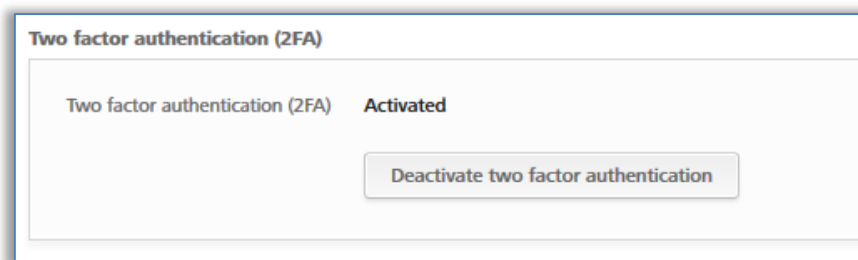 Two factor authentication (2FA)
Two factor authentication (2FA) Activated
Deactivate two factor authentication